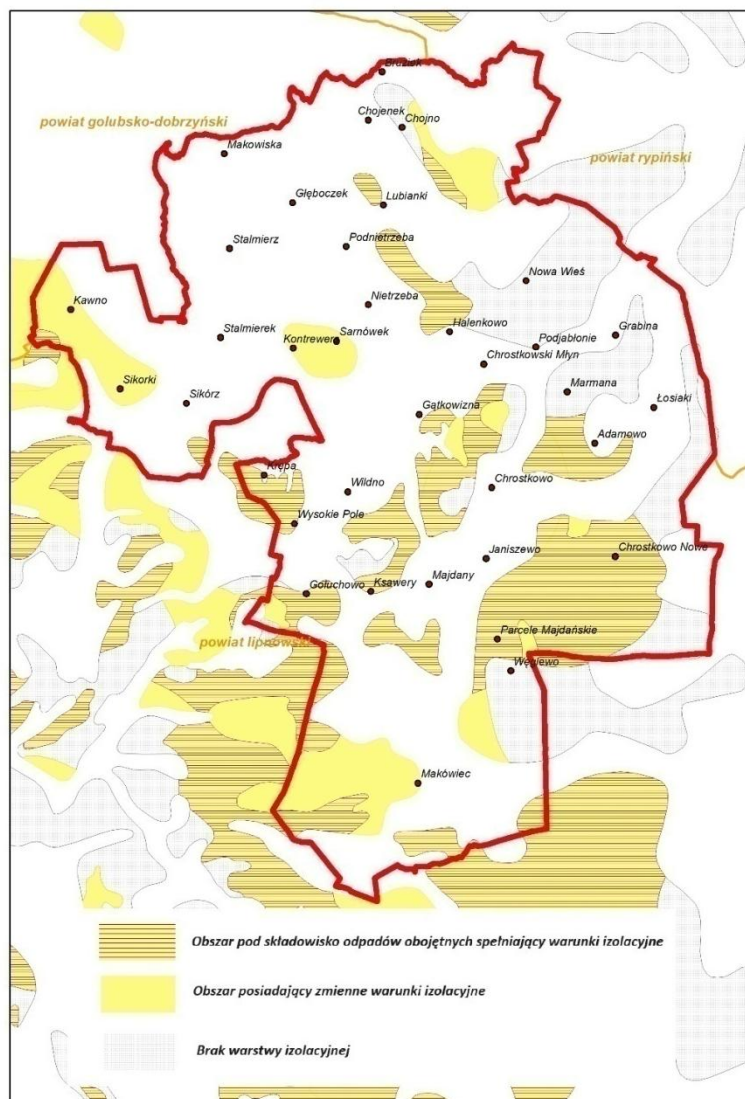 Brzeziek
powiat golubsko-dobrzyński
Chojenek
Chojno
Makowiska
powiat rypiński
Głęboczek
Lubianki
Stalmierz
Podnietrzeba
Nowa Wieś
Kawno
Nietrzeba
Halenkowo
Grabina
Stalmierek
Kontrewers
Sarnówek
Podjabłonie
Chrostkowski Młyn
Sikorki
Marmana
Sikórz
Łosiaki
Gątkowizna
Adamowo
Krępa
Wildno
Chrostkowo
Wysokie Pole
Janiszewo
Chrostkowo Nowe
Majdany
Gołuchowo
Ksawery
powiat lipnowski
Parcele Majdańskie
Węglewo
Makówiec
Obszar pod składowisko odpadów obojętnych spełniający warunki izolacyjne
Obszar posiadający zmienne warunki izolacyjne
Brak warstwy izolacyjnej